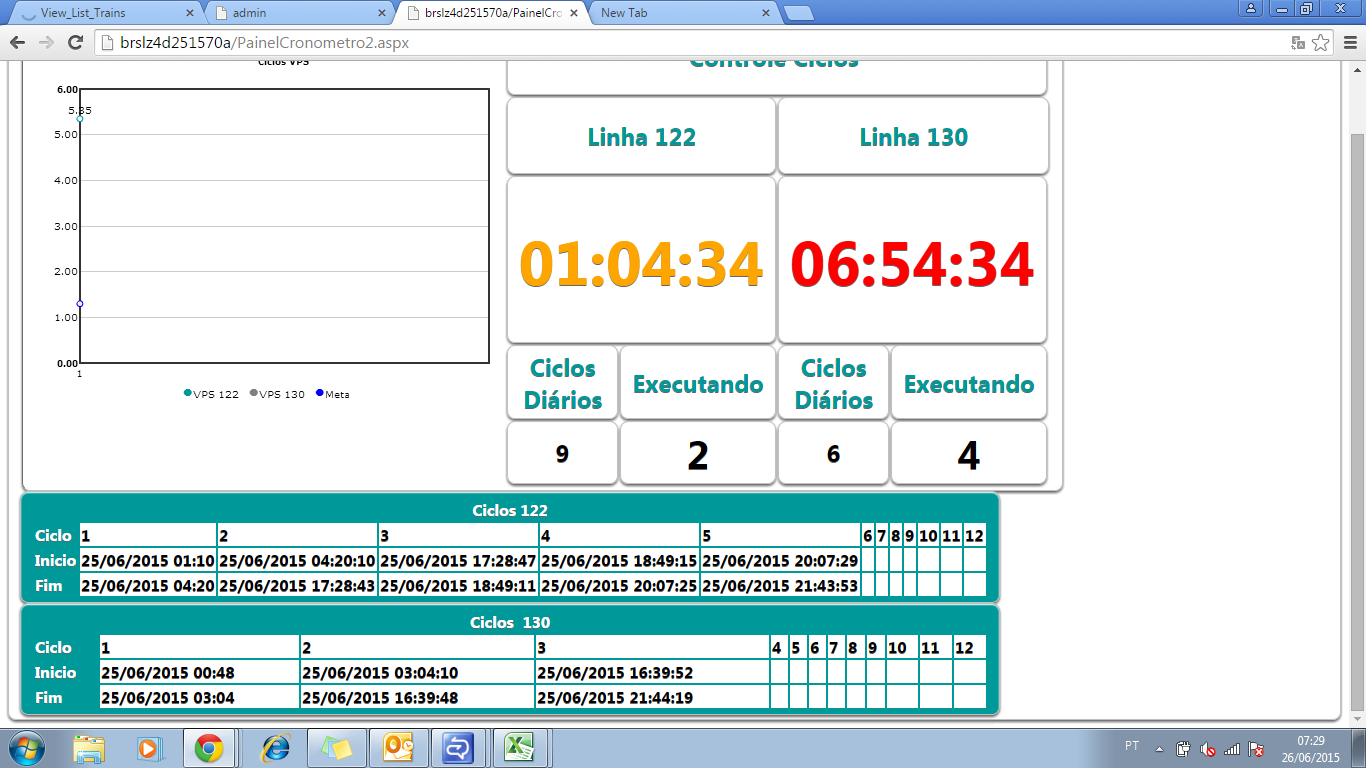 View_List_Trains
admin
brslz4d251570a/PainelCro
New Tab
brslz4d251570a/PainelCronometro2.aspx
Ciclos VPS
6.00
5.35
5.00
4.00
3.00
2.00
1.00
0.00
1
VPS 122 VPS 130 Meta
Controle Ciclos
Linha 122 Linha 130
01:04:34 06:54:34
Ciclos Diários Executando Ciclos Diários Executando
9 2 6 4
Ciclos 122
Ciclo 1 2 3 4 5 6 7 8 9 10 11 12
Inicio 25/06/2015 01:10 25/06/2015 04:20:10 25/06/2015 17:28:47 25/06/2015 18:49:15 25/06/2015 20:07:29
Fim 25/06/2015 04:20 25/06/2015 17:28:43 25/06/2015 18:49:11 25/06/2015 20:07:25 25/06/2015 21:43:53
Ciclos 130
Ciclo 1 2 3 4 5 6 7 8 9 10 11 12
Inicio 25/06/2015 00:48 25/06/2015 03:04:10 25/06/2015 16:39:52
Fim 25/06/2015 03:04 25/06/2015 16:39:48 25/06/2015 21:44:19
PT
07:29
26/06/2015